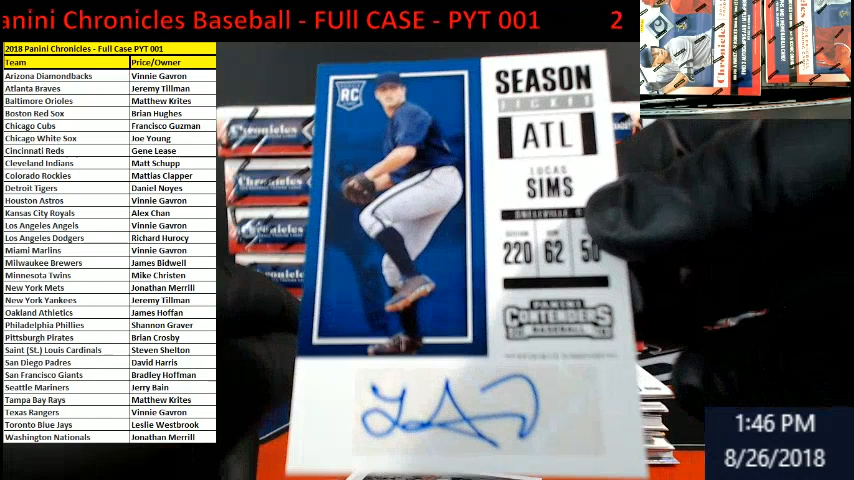 anini Chronicles Baseball - FUll CASE - PYT 001 2
2018 Panini Chronicles - Full Case PYT 001
Team Price/Owner
Arizona Diamondbacks Vinnie Gavron
Atlanta Braves Jeremy Tillman
Baltimore Orioles Matthew Krites
Boston Red Sox Brian Hughes
Chicago Cubs Francisco Guzman
Chicago White Sox Joe Young
Cincinnati Reds Gene Lease
Cleveland Indians Matt Schupp
Colorado Rockies Mattias Clapper
Detroit Tigers Daniel Noyes
Houston Astros Vinnie Gavron
Kansas City Royals Alex Chan
Los Angeles Angels Vinnie Gavron
Los Angeles Dodgers Richard Hurocy
Miami Marlins Vinnie Gavron
Milwaukee Brewers James Bidwell
Minnesota Twins Mike Christen
New York Mets Jonathan Merrill
New York Yankees Jeremy Tillman
Oakland Athletics James Hoffan
Philadelphia Phillies Shannon Graver
Pittsburgh Pirates Brian Crosby
Saint (St.) Louis Cardinals Steven Shelton
San Diego Padres David Harris
San Francisco Giants Bradley Hoffman
Seattle Mariners Jerry Bain
Tampa Bay Rays Matthew Krites
Texas Rangers Vinnie Gavron
Toronto Blue Jays Leslie Westbrook
Washington Nationals Jonathan Merrill
RC
SEASON
TICKET
ATL
LUCAS
SIMS
220 62 50
PANINI
CONTENDERS
BASEBALL
Chronicles
Chronicles
1:46 PM
8/26/2018